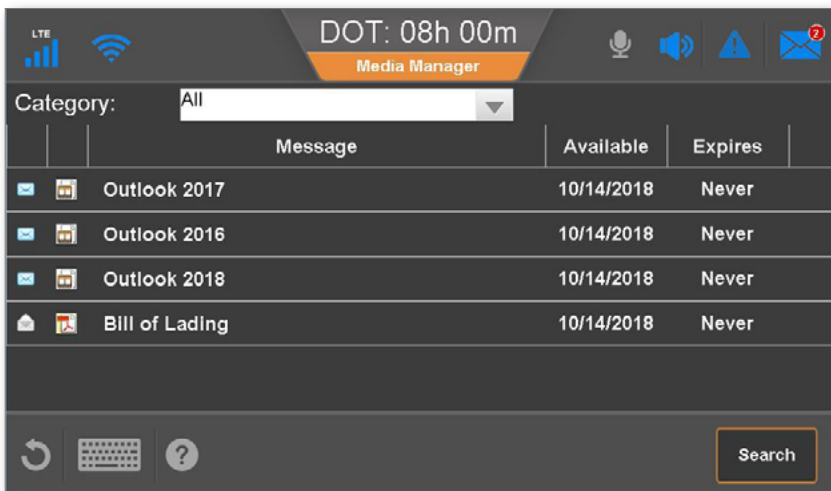 LTE
DOT: 08h 00m
2
Media Manager
Category: All
Message Available Expires
Outlook 2017 10/14/2018 Never
Outlook 2016 10/14/2018 Never
Outlook 2018 10/14/2018 Never
Bill of Lading 10/14/2018 Never
?
Search